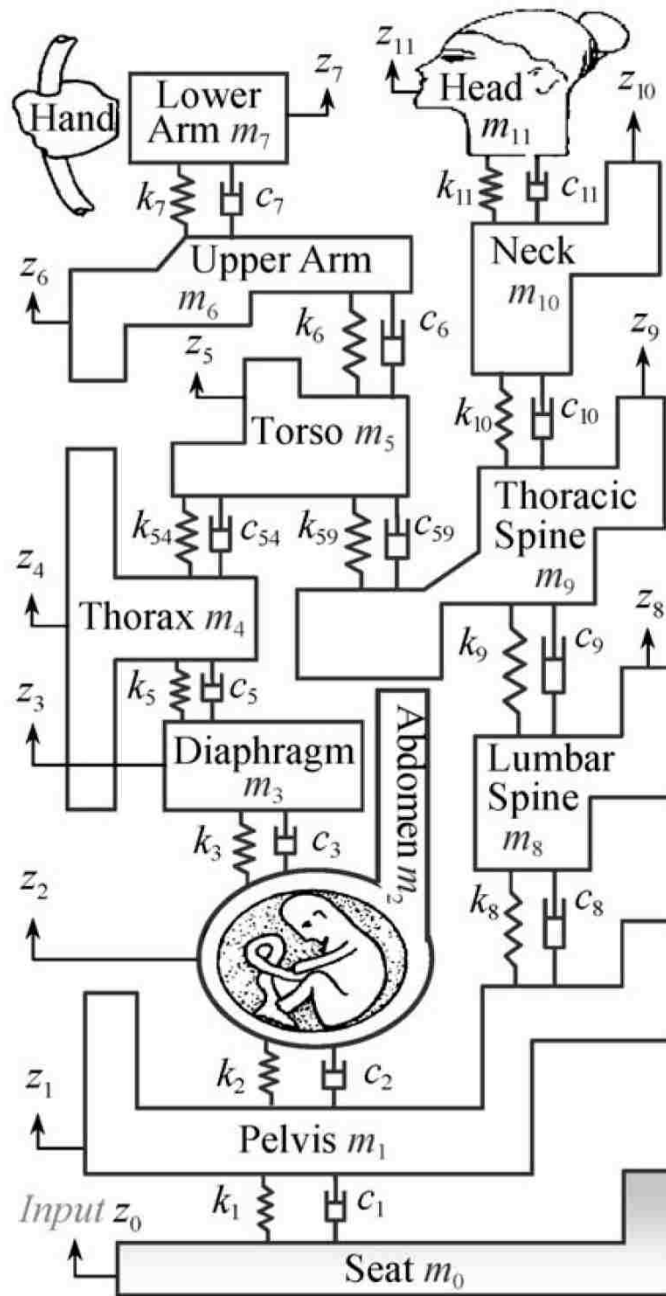 z₁₁
z₇
Lower
Arm m₇
Head
m₁₁
z₁₀
Hand
k₇
c₇
k₁₁
c₁₁
Upper Arm
m₆
Neck
m₁₀
z₆
k₆
c₆
z₅
z₉
Torso m₅
k₁₀
c₁₀
Thoracic
Spine
m₉
k₅₄
c₅₄
k₅₉
c₅₉
z₄
Thorax m₄
z₈
k₉
c₉
z₃
k₅
c₅
Diaphragm
m₃
Abdomen m₂
Lumbar
Spine
m₈
k₃
c₃
z₂
k₈
c₈
k₂
c₂
z₁
Pelvis m₁
k₁
c₁
Input z₀
Seat m₀